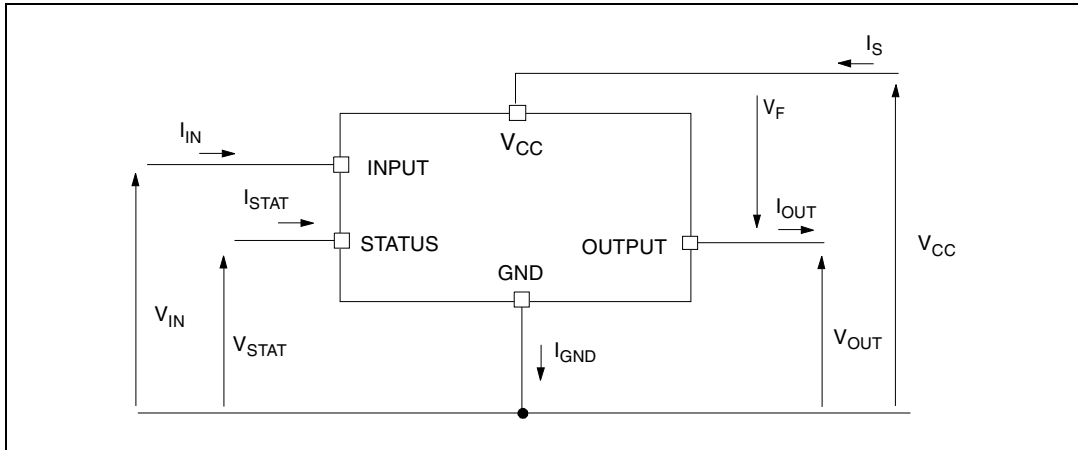 I_S
V_F
V_CC
I_IN
INPUT
I_STAT
I_OUT
STATUS
OUTPUT
V_CC
GND
V_IN
V_STAT
V_OUT
I_GND